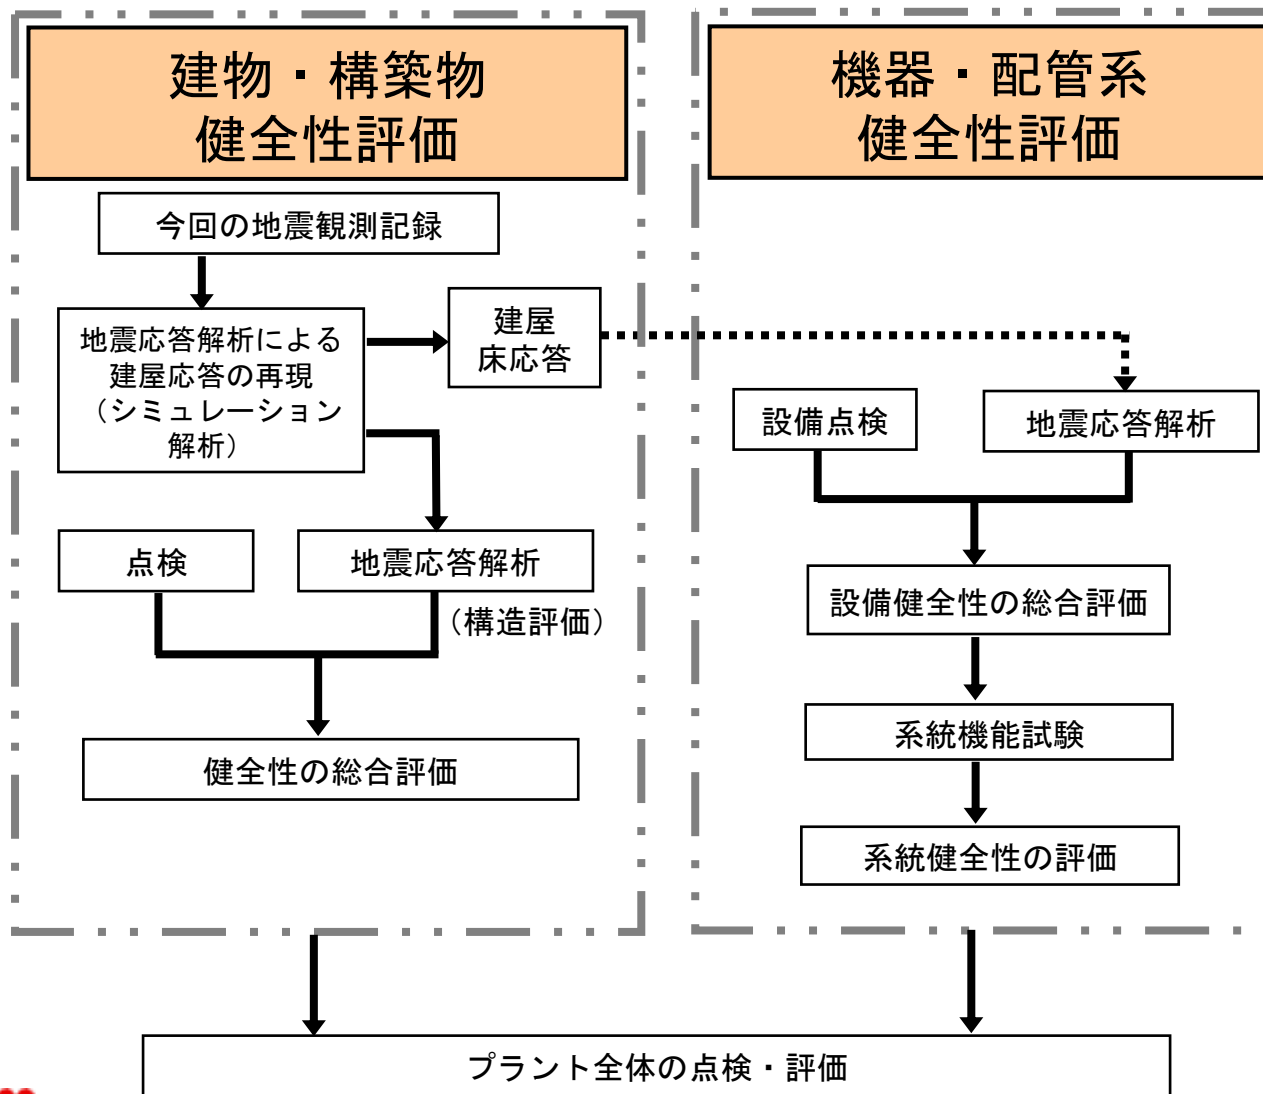 建物・構築物
健全性評価
今回の地震観測記録
地震応答解析による
建屋応答の再現
（シミュレーション
解析）
建屋
床応答
点検
地震応答解析
（構造評価）
健全性の総合評価
機器・配管系
健全性評価
設備点検
地震応答解析
設備健全性の総合評価
系統機能試験
系統健全性の評価
プラント全体の点検・評価